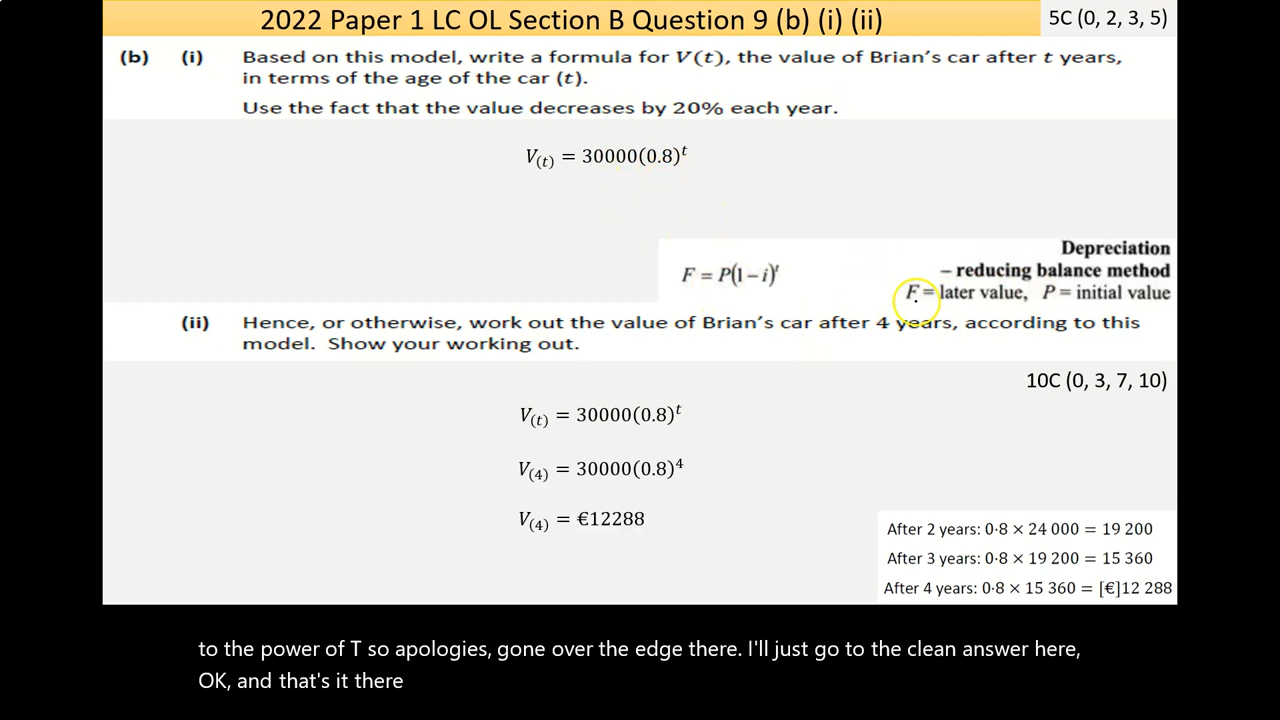 2022 Paper 1 LC OL Section B Question 9 (b) (i) (ii)
5C (0, 2, 3, 5)
(b) (i) Based on this model, write a formula for V(t), the value of Brian's car after t years,
in terms of the age of the car (t).
Use the fact that the value decreases by 20% each year.
V₍t₎ = 30000(0.8)ᵗ
Depreciation
– reducing balance method
F = P(1 – i)ᵗ
F = later value, P = initial value
(ii) Hence, or otherwise, work out the value of Brian's car after 4 years, according to this
model. Show your working out.
10C (0, 3, 7, 10)
V₍t₎ = 30000(0.8)ᵗ
V₍₄₎ = 30000(0.8)⁴
V₍₄₎ = €12288
After 2 years: 0·8 × 24 000 = 19 200
After 3 years: 0·8 × 19 200 = 15 360
After 4 years: 0·8 × 15 360 = [€]12 288
to the power of T so apologies, gone over the edge there. I'll just go to the clean answer here,
OK, and that's it there